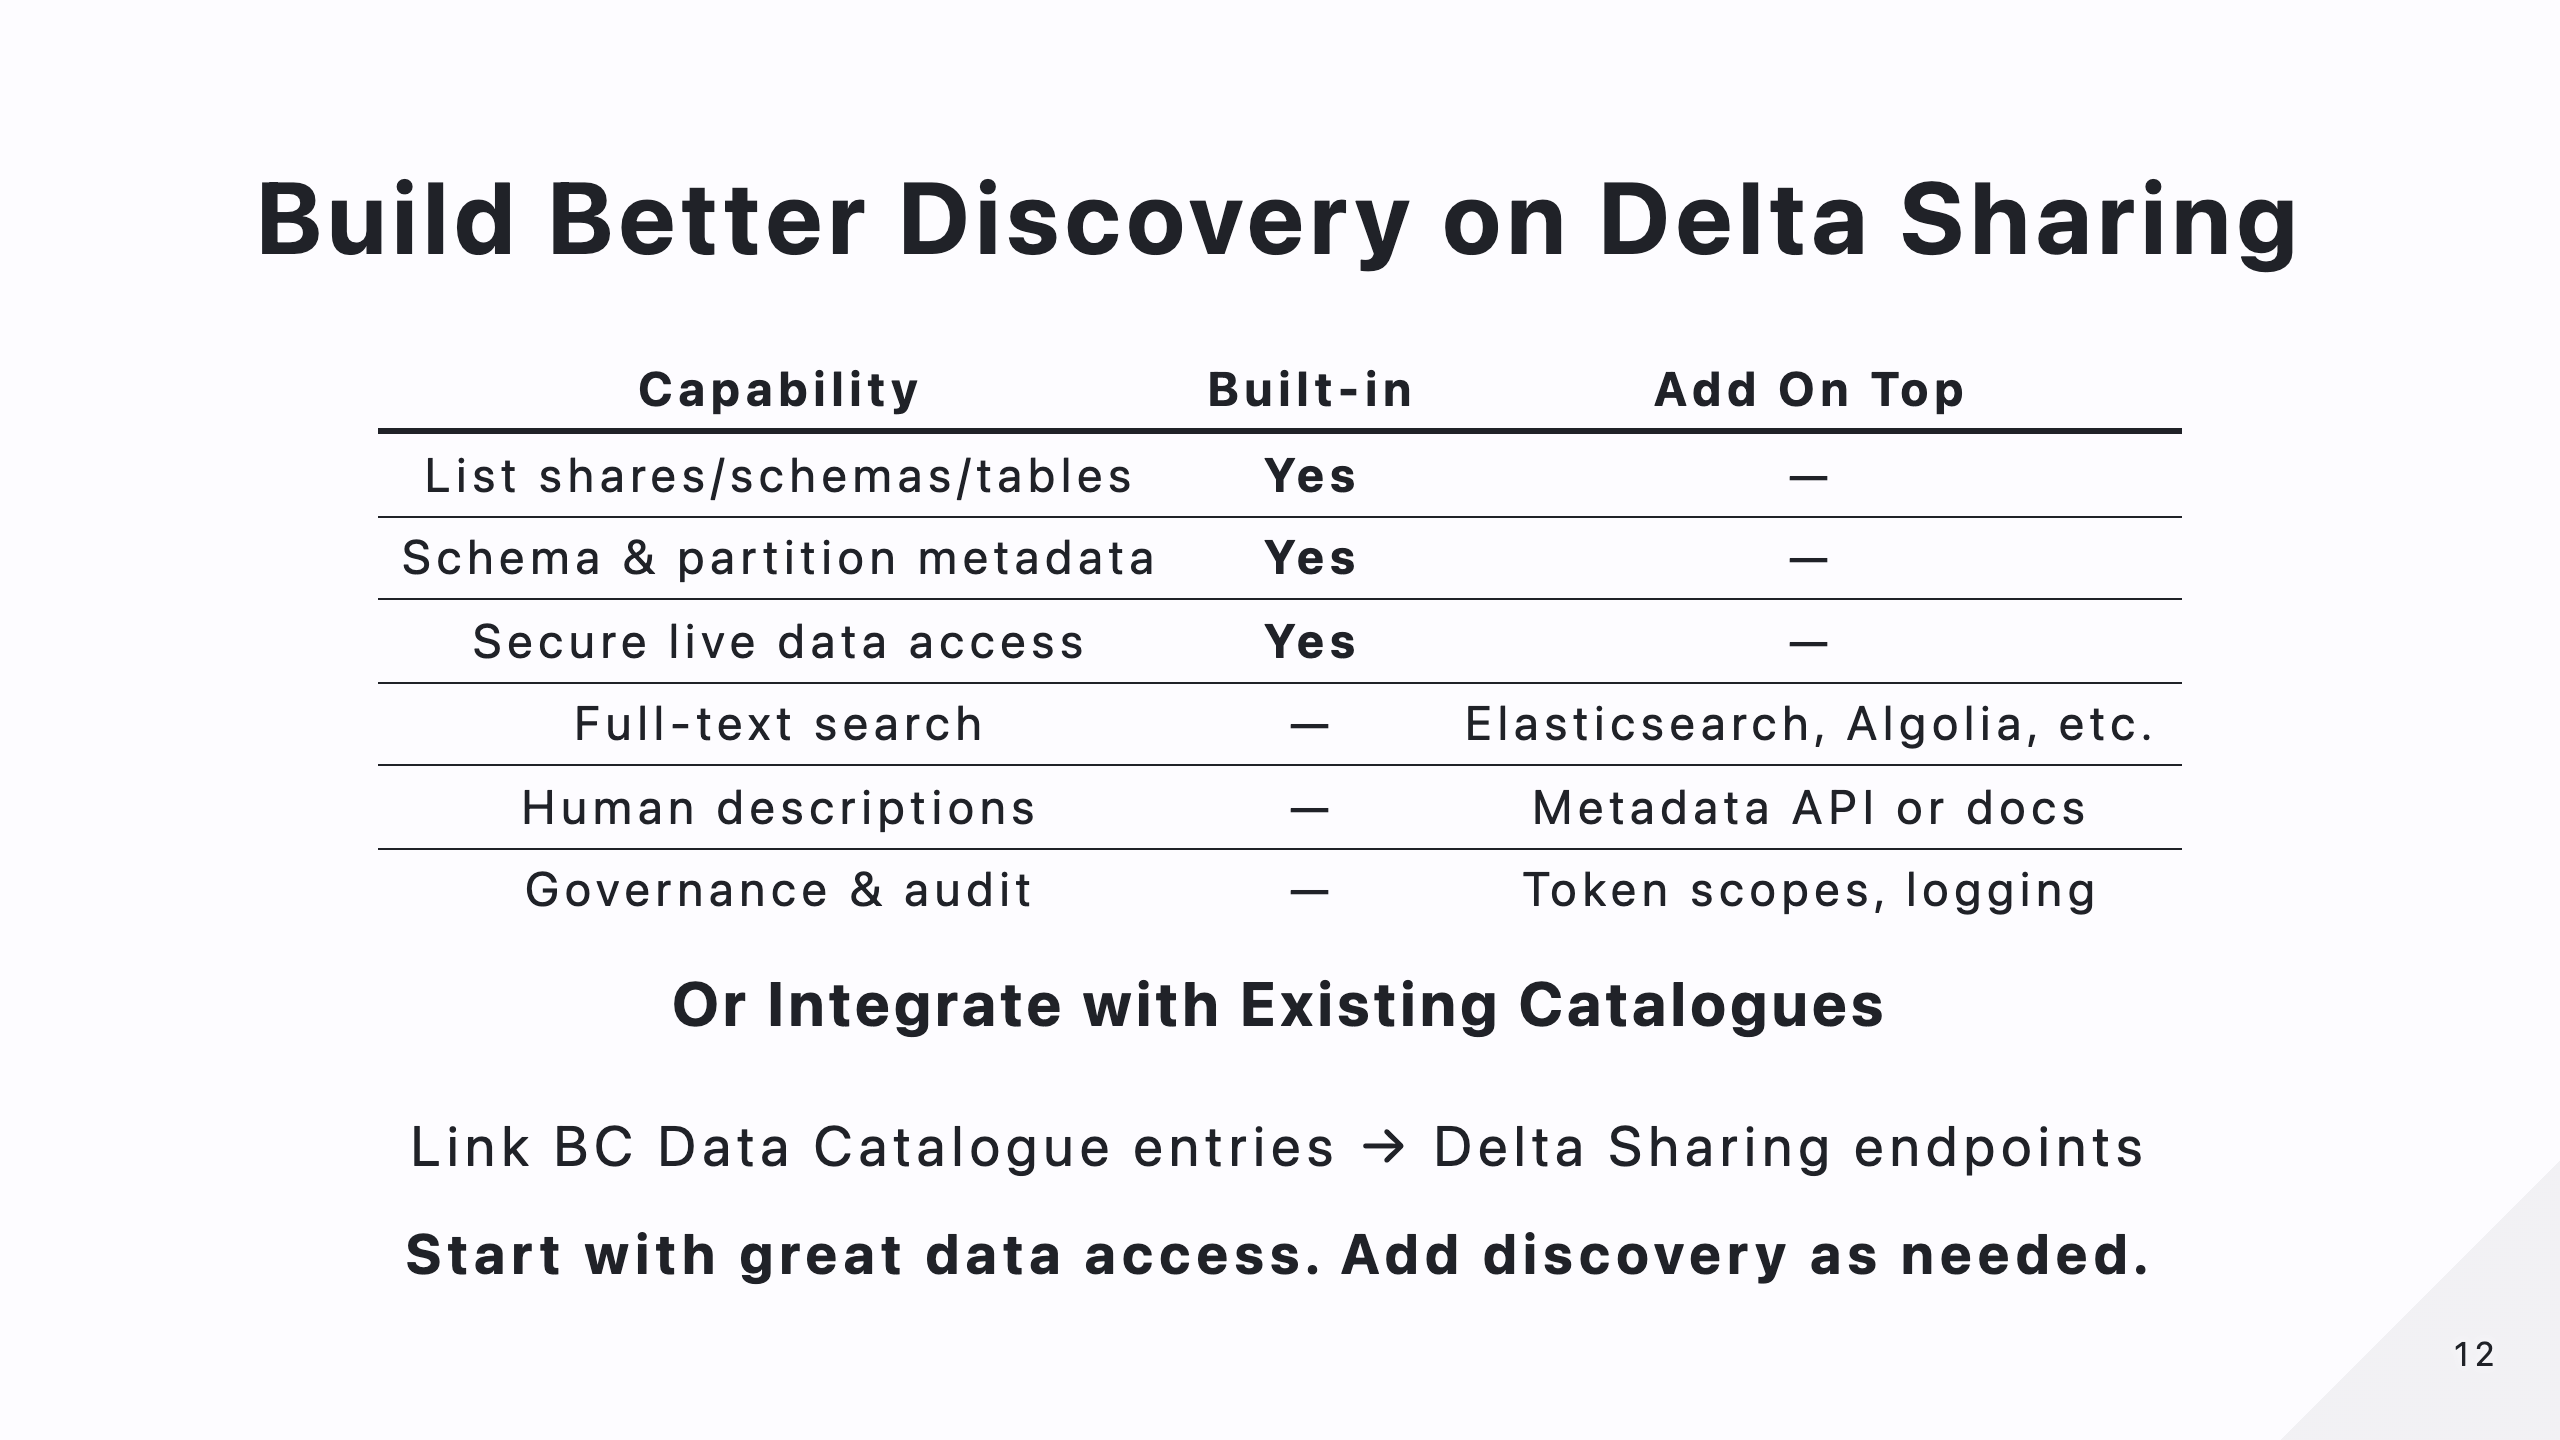 Build Better Discovery on Delta Sharing
Capability Built-in Add On Top
List shares/schemas/tables Yes —
Schema & partition metadata Yes —
Secure live data access Yes —
Full-text search — Elasticsearch, Algolia, etc.
Human descriptions — Metadata API or docs
Governance & audit — Token scopes, logging
Or Integrate with Existing Catalogues
Link BC Data Catalogue entries → Delta Sharing endpoints
Start with great data access. Add discovery as needed.
12